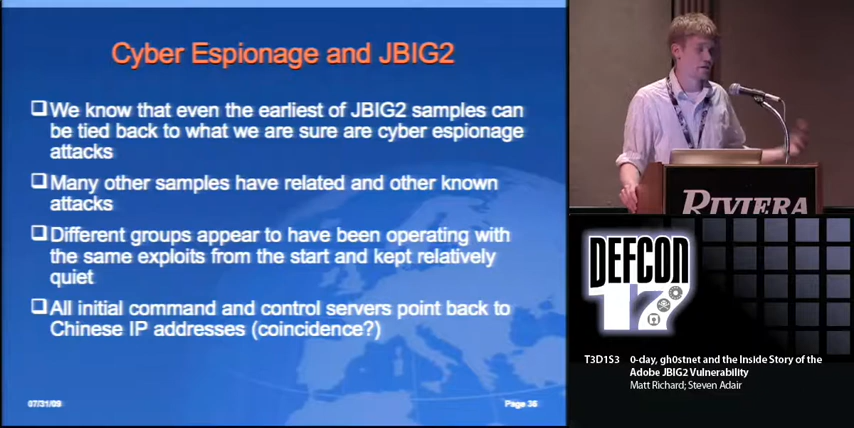 Cyber Espionage and JBIG2
❑We know that even the earliest of JBIG2 samples can
be tied back to what we are sure are cyber espionage
attacks
❑Many other samples have related and other known
attacks
❑Different groups appear to have been operating with
the same exploits from the start and kept relatively
quiet
❑All initial command and control servers point back to
Chinese IP addresses (coincidence?)
07/31/09
Page 36
RIVIERA
DEFCON
17
T3D1S3 0-day, gh0stnet and the Inside Story of the
Adobe JBIG2 Vulnerability
Matt Richard; Steven Adair